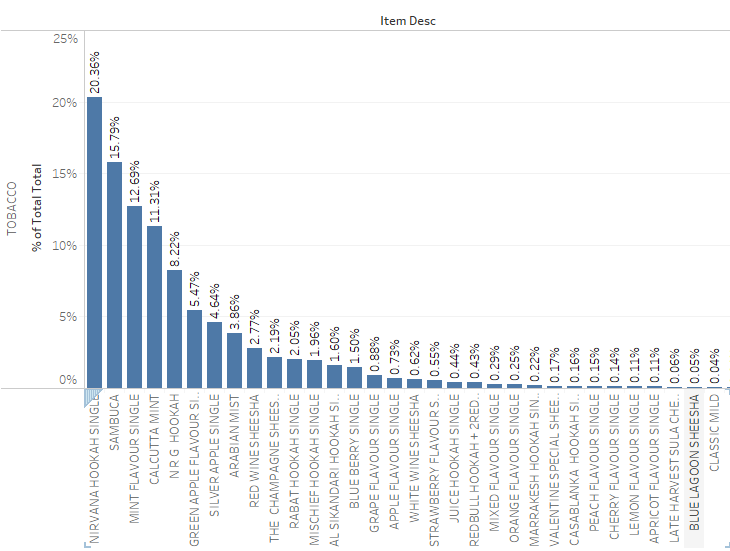 Item Desc
TOBACCO
% of Total Total
25%
20%
15%
10%
5%
0%
20.36%
15.79%
12.69%
11.31%
8.22%
5.47%
4.64%
3.86%
2.77%
2.19%
2.05%
1.96%
1.60%
1.50%
0.88%
0.73%
0.62%
0.55%
0.44%
0.43%
0.29%
0.25%
0.22%
0.17%
0.16%
0.15%
0.14%
0.11%
0.11%
0.06%
0.05%
0.04%
NIRVANA HOOKAH SINGLE
SAMBUCA
MINT FLAVOUR SINGLE
CALCUTTA MINT
N R G HOOKAH
GREEN APPLE FLAVOUR SI..
SILVER APPLE SINGLE
ARABIAN MIST
RED WINE SHEESHA
THE CHAMPAGNE SHEES..
RABAT HOOKAH SINGLE
MISCHIEF HOOKAH SINGLE
AL SIKANDARI HOOKAH SI..
BLUE BERRY SINGLE
GRAPE FLAVOUR SINGLE
APPLE FLAVOUR SINGLE
WHITE WINE SHEESHA
STRAWBERRY FLAVOUR S..
JUICE HOOKAH SINGLE
REDBULL HOOKAH + 2RED..
MIXED FLAVOUR SINGLE
ORANGE FLAVOUR SINGLE
MARRAKESH HOOKAH SIN..
VALENTINE SPECIAL SHEE..
CASABLANKA HOOKAH SI..
PEACH FLAVOUR SINGLE
CHERRY FLAVOUR SINGLE
LEMON FLAVOUR SINGLE
APRICOT FLAVOUR SINGLE
LATE HARVEST SULA CHE..
BLUE LAGOON SHEESHA
CLASSIC MILD